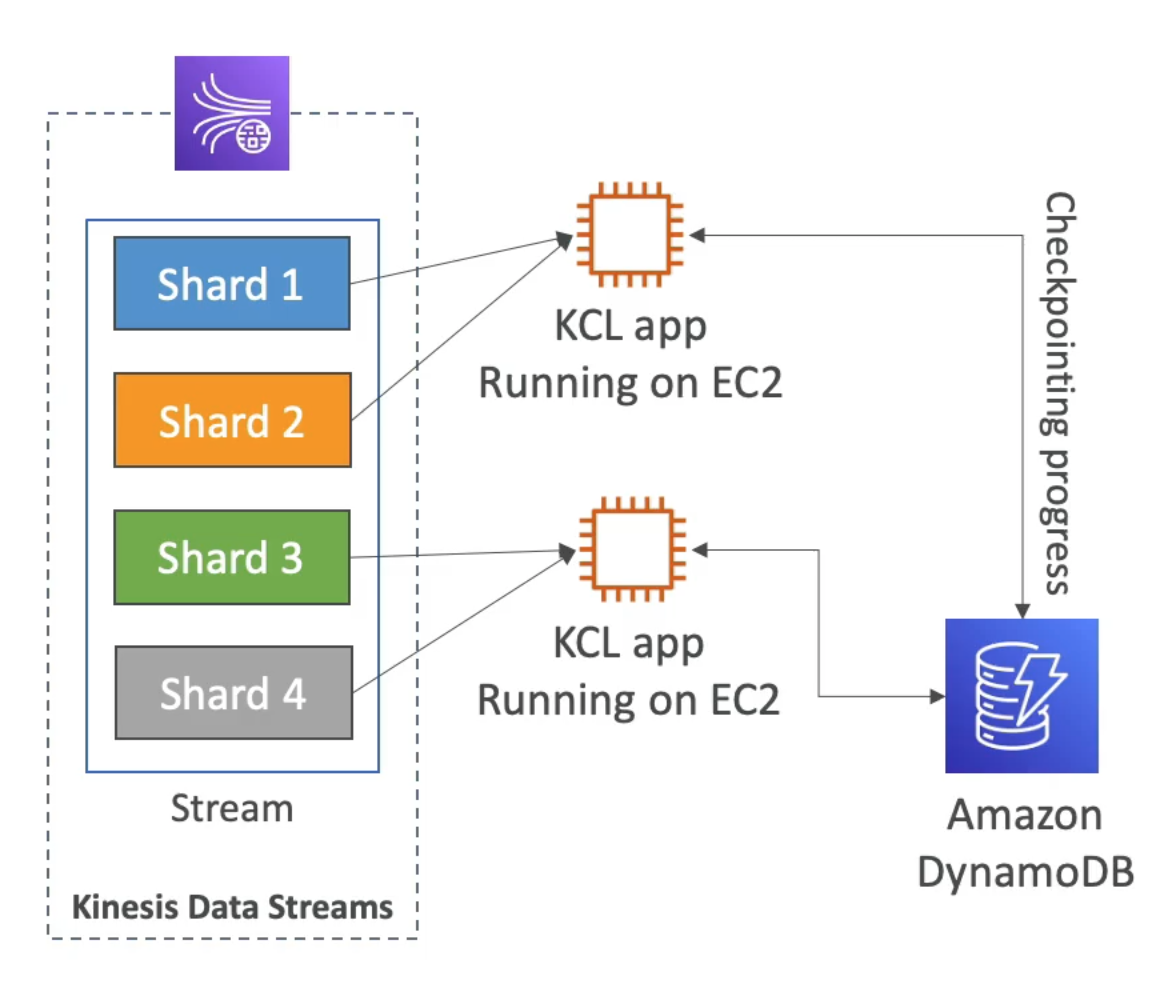 Shard 1
Shard 2
Shard 3
Shard 4
Stream
Kinesis Data Streams
KCL app
Running on EC2
KCL app
Running on EC2
Checkpointing progress
Amazon
DynamoDB